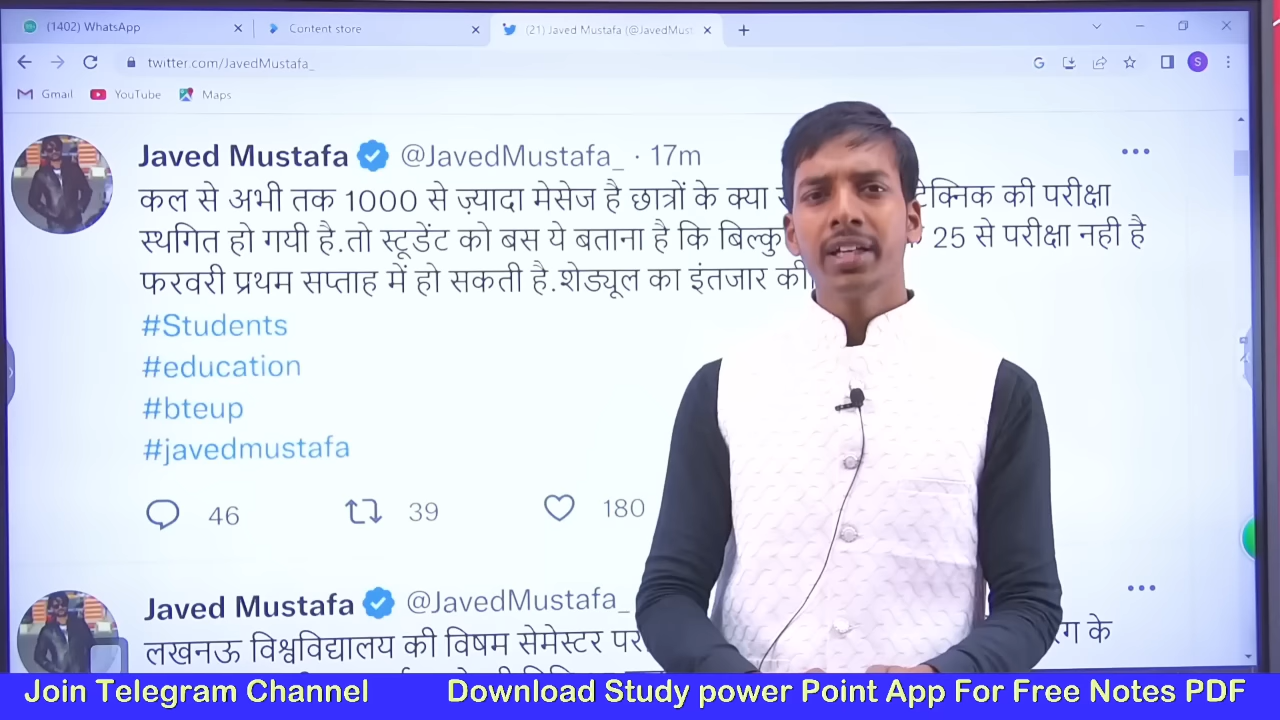 (1402) WhatsApp
Content store
(21) Javed Mustafa (@JavedMust
twitter.com/JavedMustafa_
Gmail YouTube Maps
Javed Mustafa @JavedMustafa_ · 17m
कल से अभी तक 1000 से ज़्यादा मेसेज है छात्रों के क्या की परीक्षा
स्थगित हो गयी है.तो स्टूडेंट को बस ये बताना है कि 25 से परीक्षा नही है
फरवरी प्रथम सप्ताह में हो सकती है.शेड्यूल का इंतजार
#Students
#education
#bteup
#javedmustafa
46 39 180
Javed Mustafa @JavedMustafa_
लखनऊ विश्वविद्यालय की विषम सेमेस्टर के
Join Telegram Channel Download Study power Point App For Free Notes PDF